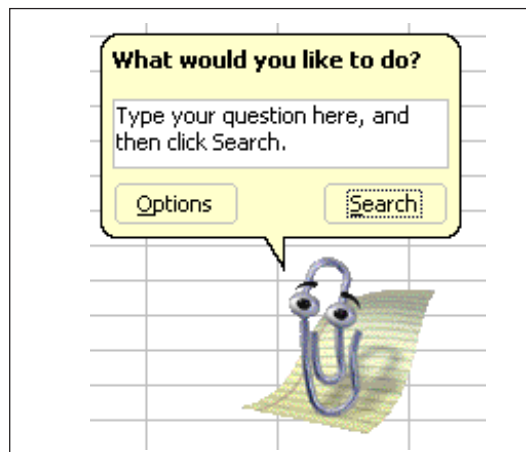 What would you like to do?
Type your question here, and
then click Search.
Options
Search